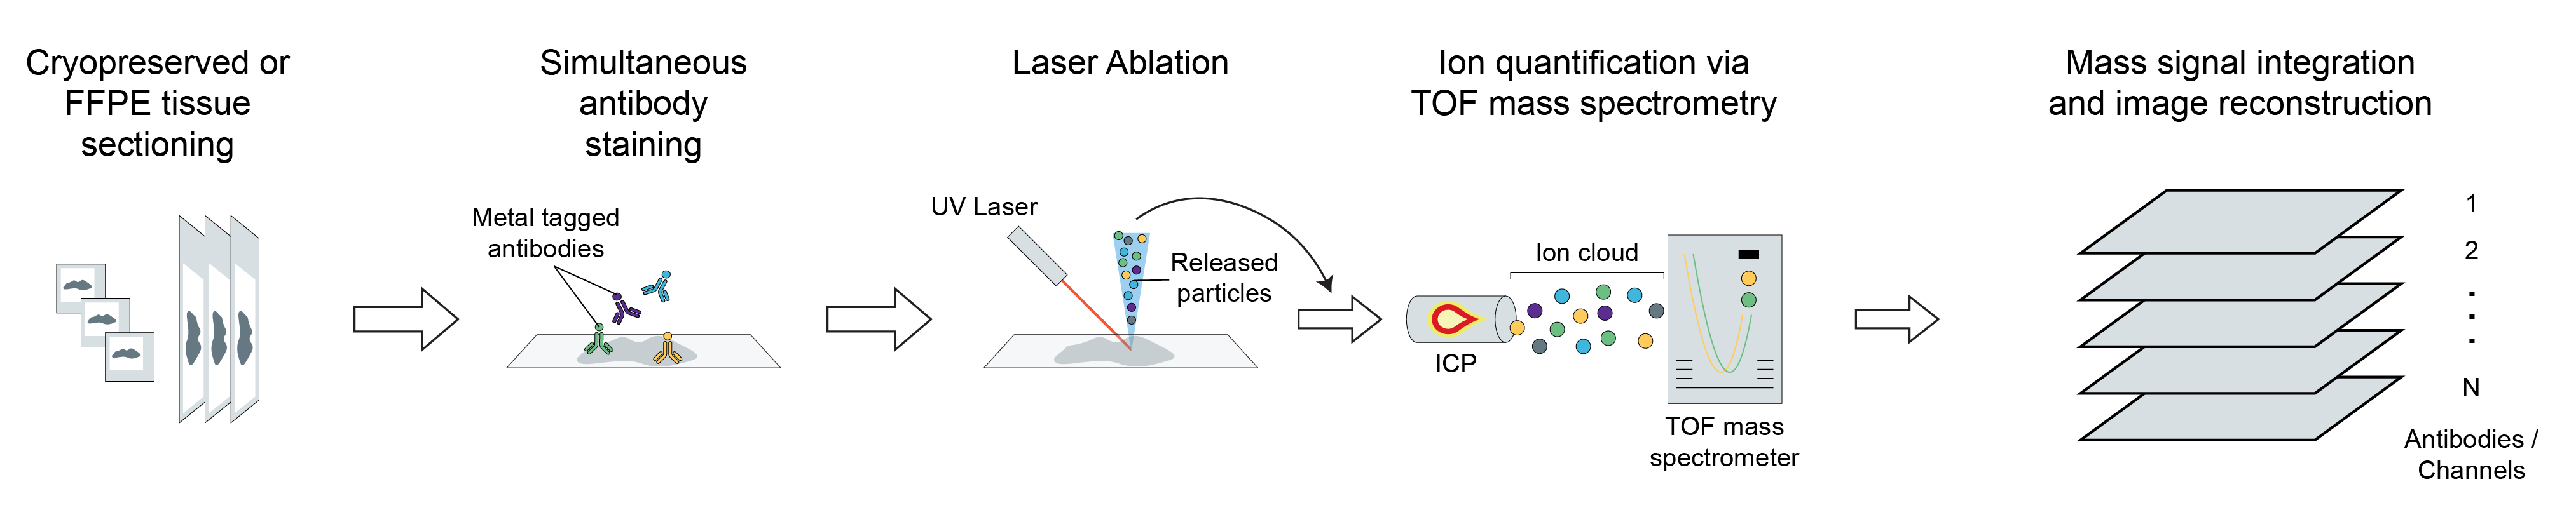 Cryopreserved or
FFPE tissue
sectioning
Simultaneous
antibody
staining
Metal tagged
antibodies
Laser Ablation
UV Laser
Released
particles
Ion quantification via
TOF mass spectrometry
Ion cloud
ICP
TOF mass
spectrometer
Mass signal integration
and image reconstruction
1
2
.
.
.
N
Antibodies /
Channels